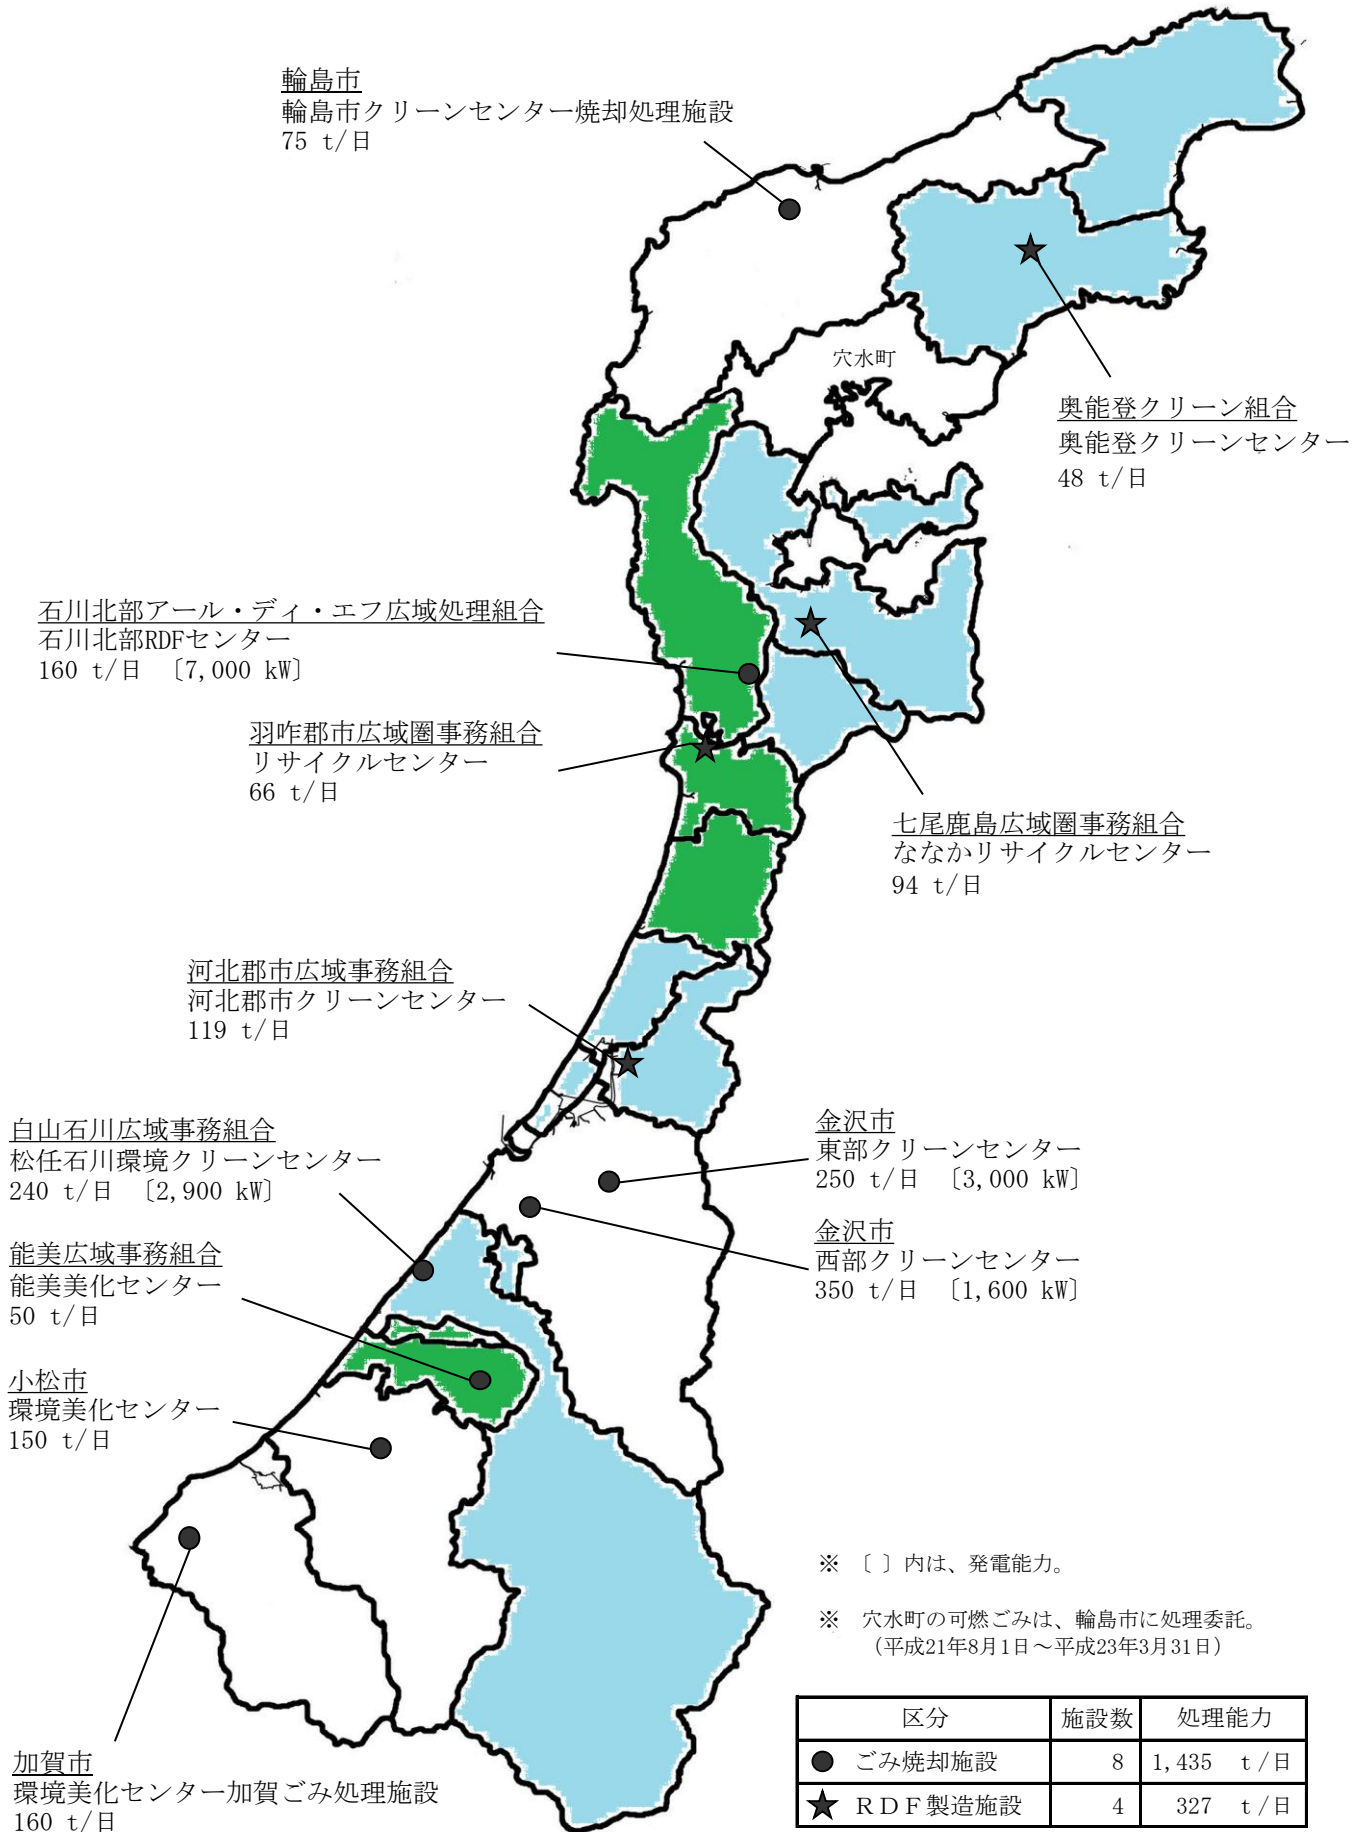 輪島市
輪島市クリーンセンター焼却処理施設
75 t/日
穴水町
奥能登クリーン組合
奥能登クリーンセンター
48 t/日
石川北部アール・ディ・エフ広域処理組合
石川北部RDFセンター
160 t/日 〔7,000 kW〕
羽咋郡市広域圏事務組合
リサイクルセンター
66 t/日
七尾鹿島広域圏事務組合
ななかリサイクルセンター
94 t/日
河北郡市広域事務組合
河北郡市クリーンセンター
119 t/日
白山石川広域事務組合
松任石川環境クリーンセンター
240 t/日 〔2,900 kW〕
金沢市
東部クリーンセンター
250 t/日 〔3,000 kW〕
金沢市
西部クリーンセンター
350 t/日 〔1,600 kW〕
能美広域事務組合
能美美化センター
50 t/日
小松市
環境美化センター
150 t/日
加賀市
環境美化センター加賀ごみ処理施設
160 t/日
※ 〔 〕内は、発電能力。
※ 穴水町の可燃ごみは、輪島市に処理委託。
（平成21年8月1日～平成23年3月31日）
区分 施設数 処理能力
● ごみ焼却施設 8 1,435 t/日
★ ＲＤＦ製造施設 4 327 t/日